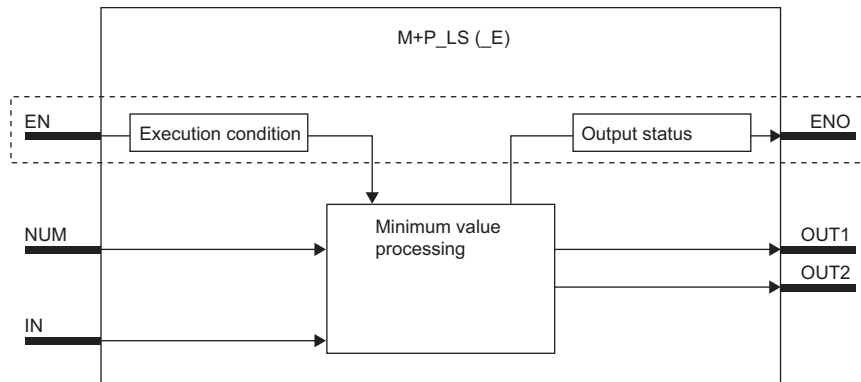 M+P_LS (_E)
EN
Execution condition
Output status
ENO
NUM
Minimum value
processing
OUT1
OUT2
IN